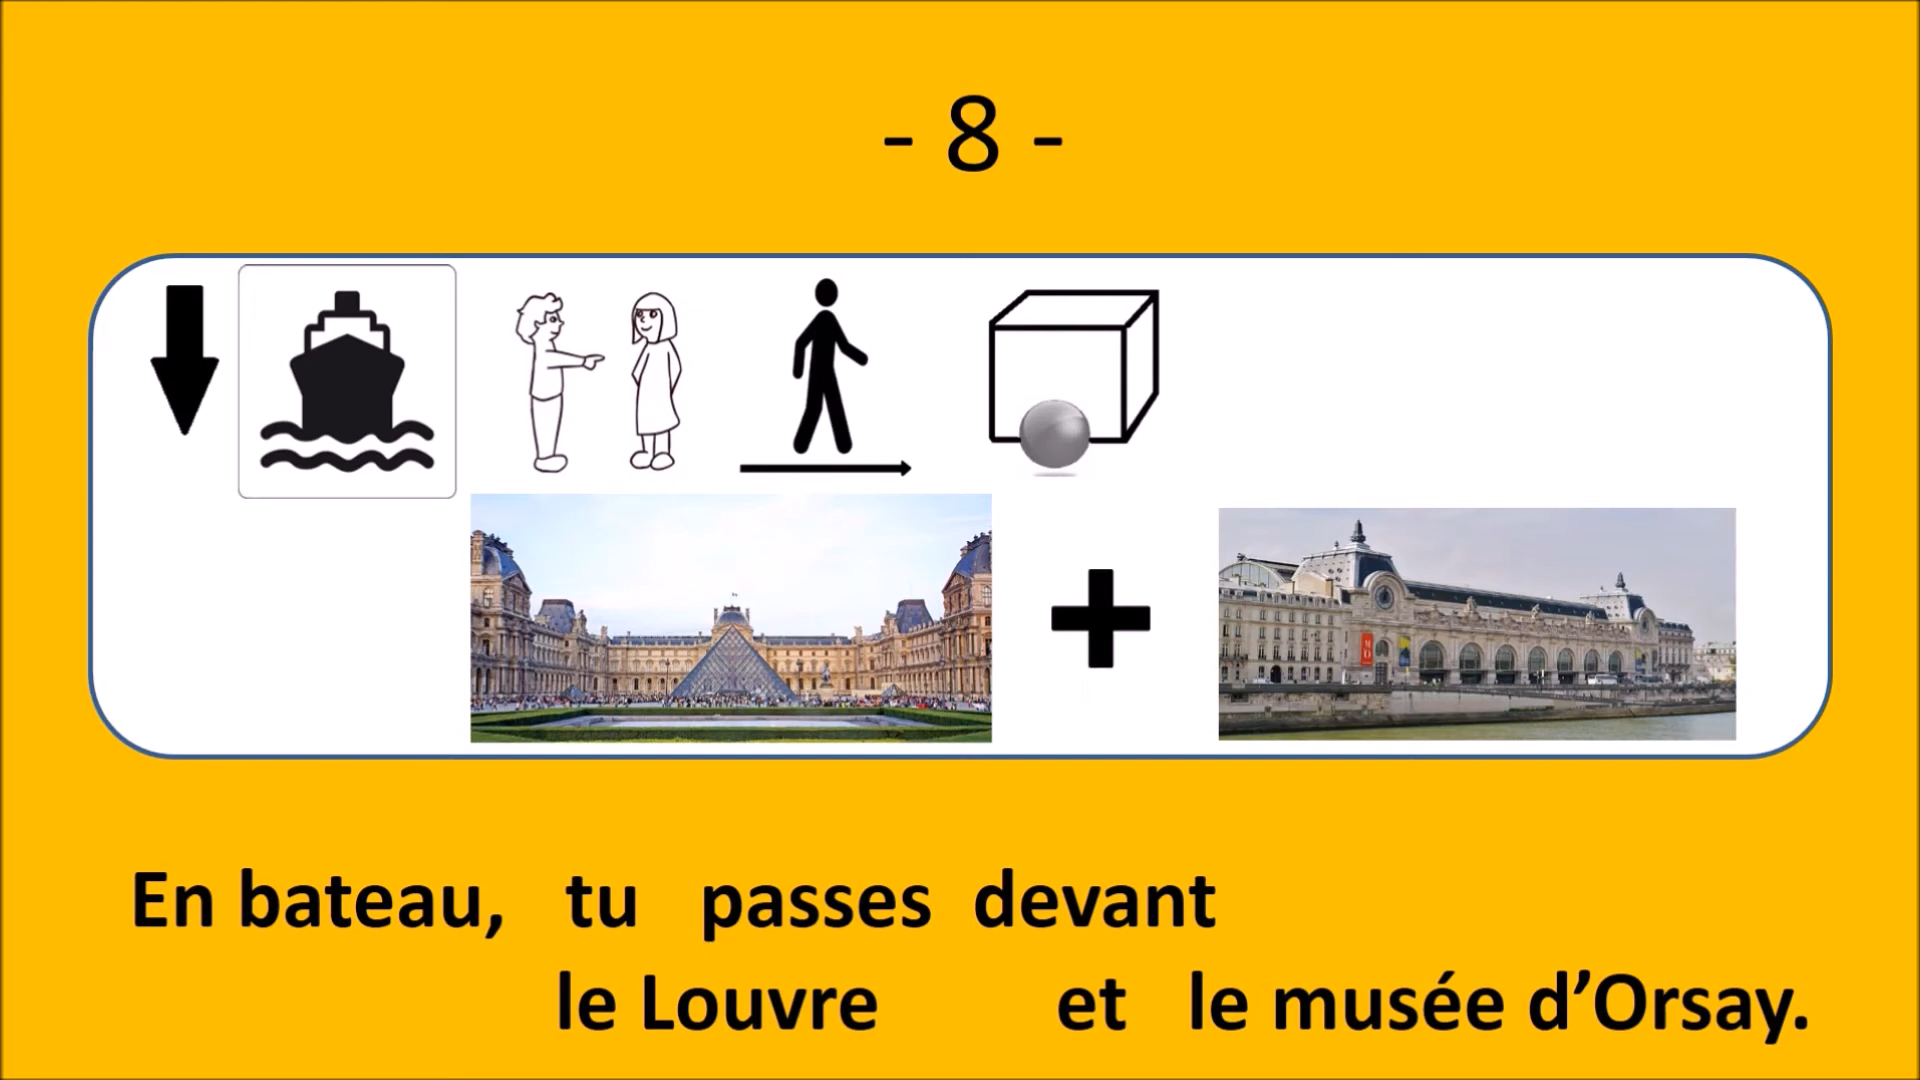 - 8 -
En bateau, tu passes devant
le Louvre et le musée d’Orsay.